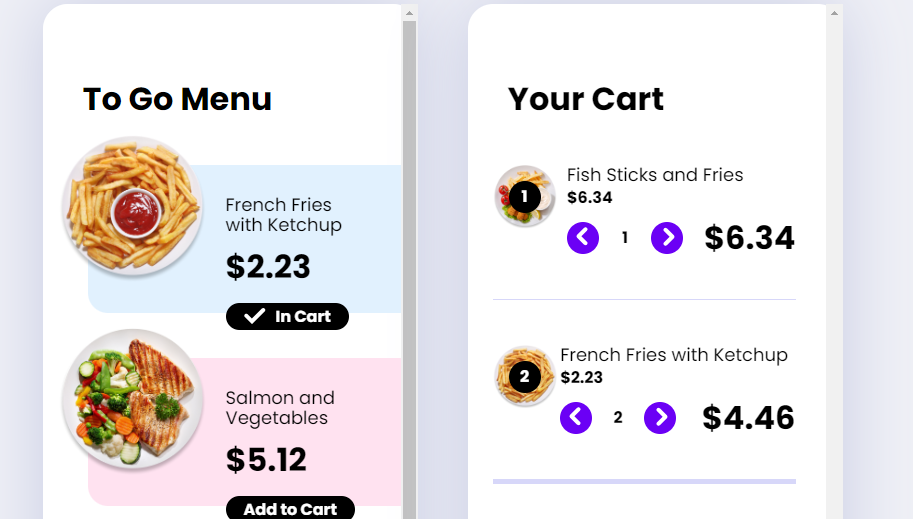 To Go Menu
French Fries
with Ketchup
$2.23
In Cart
Salmon and
Vegetables
$5.12
Add to Cart
Your Cart
1
Fish Sticks and Fries
$6.34
1
$6.34
2
French Fries with Ketchup
$2.23
2
$4.46